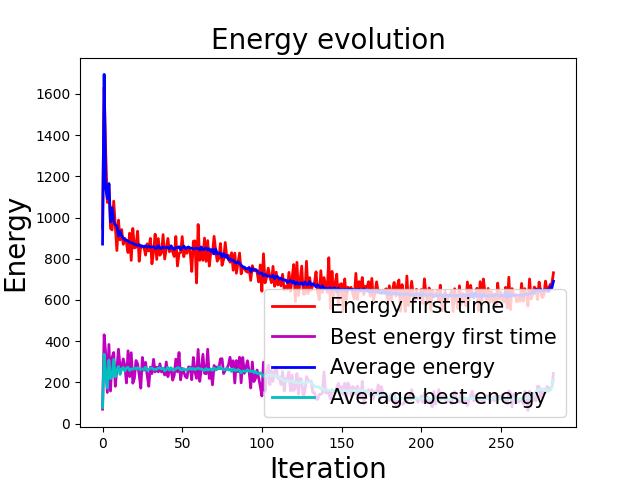 Energy evolution
Energy
1600
1400
1200
1000
800
600
400
200
0
Energy first time
Best energy first time
Average energy
Average best energy
0 50 100 150 200 250
Iteration